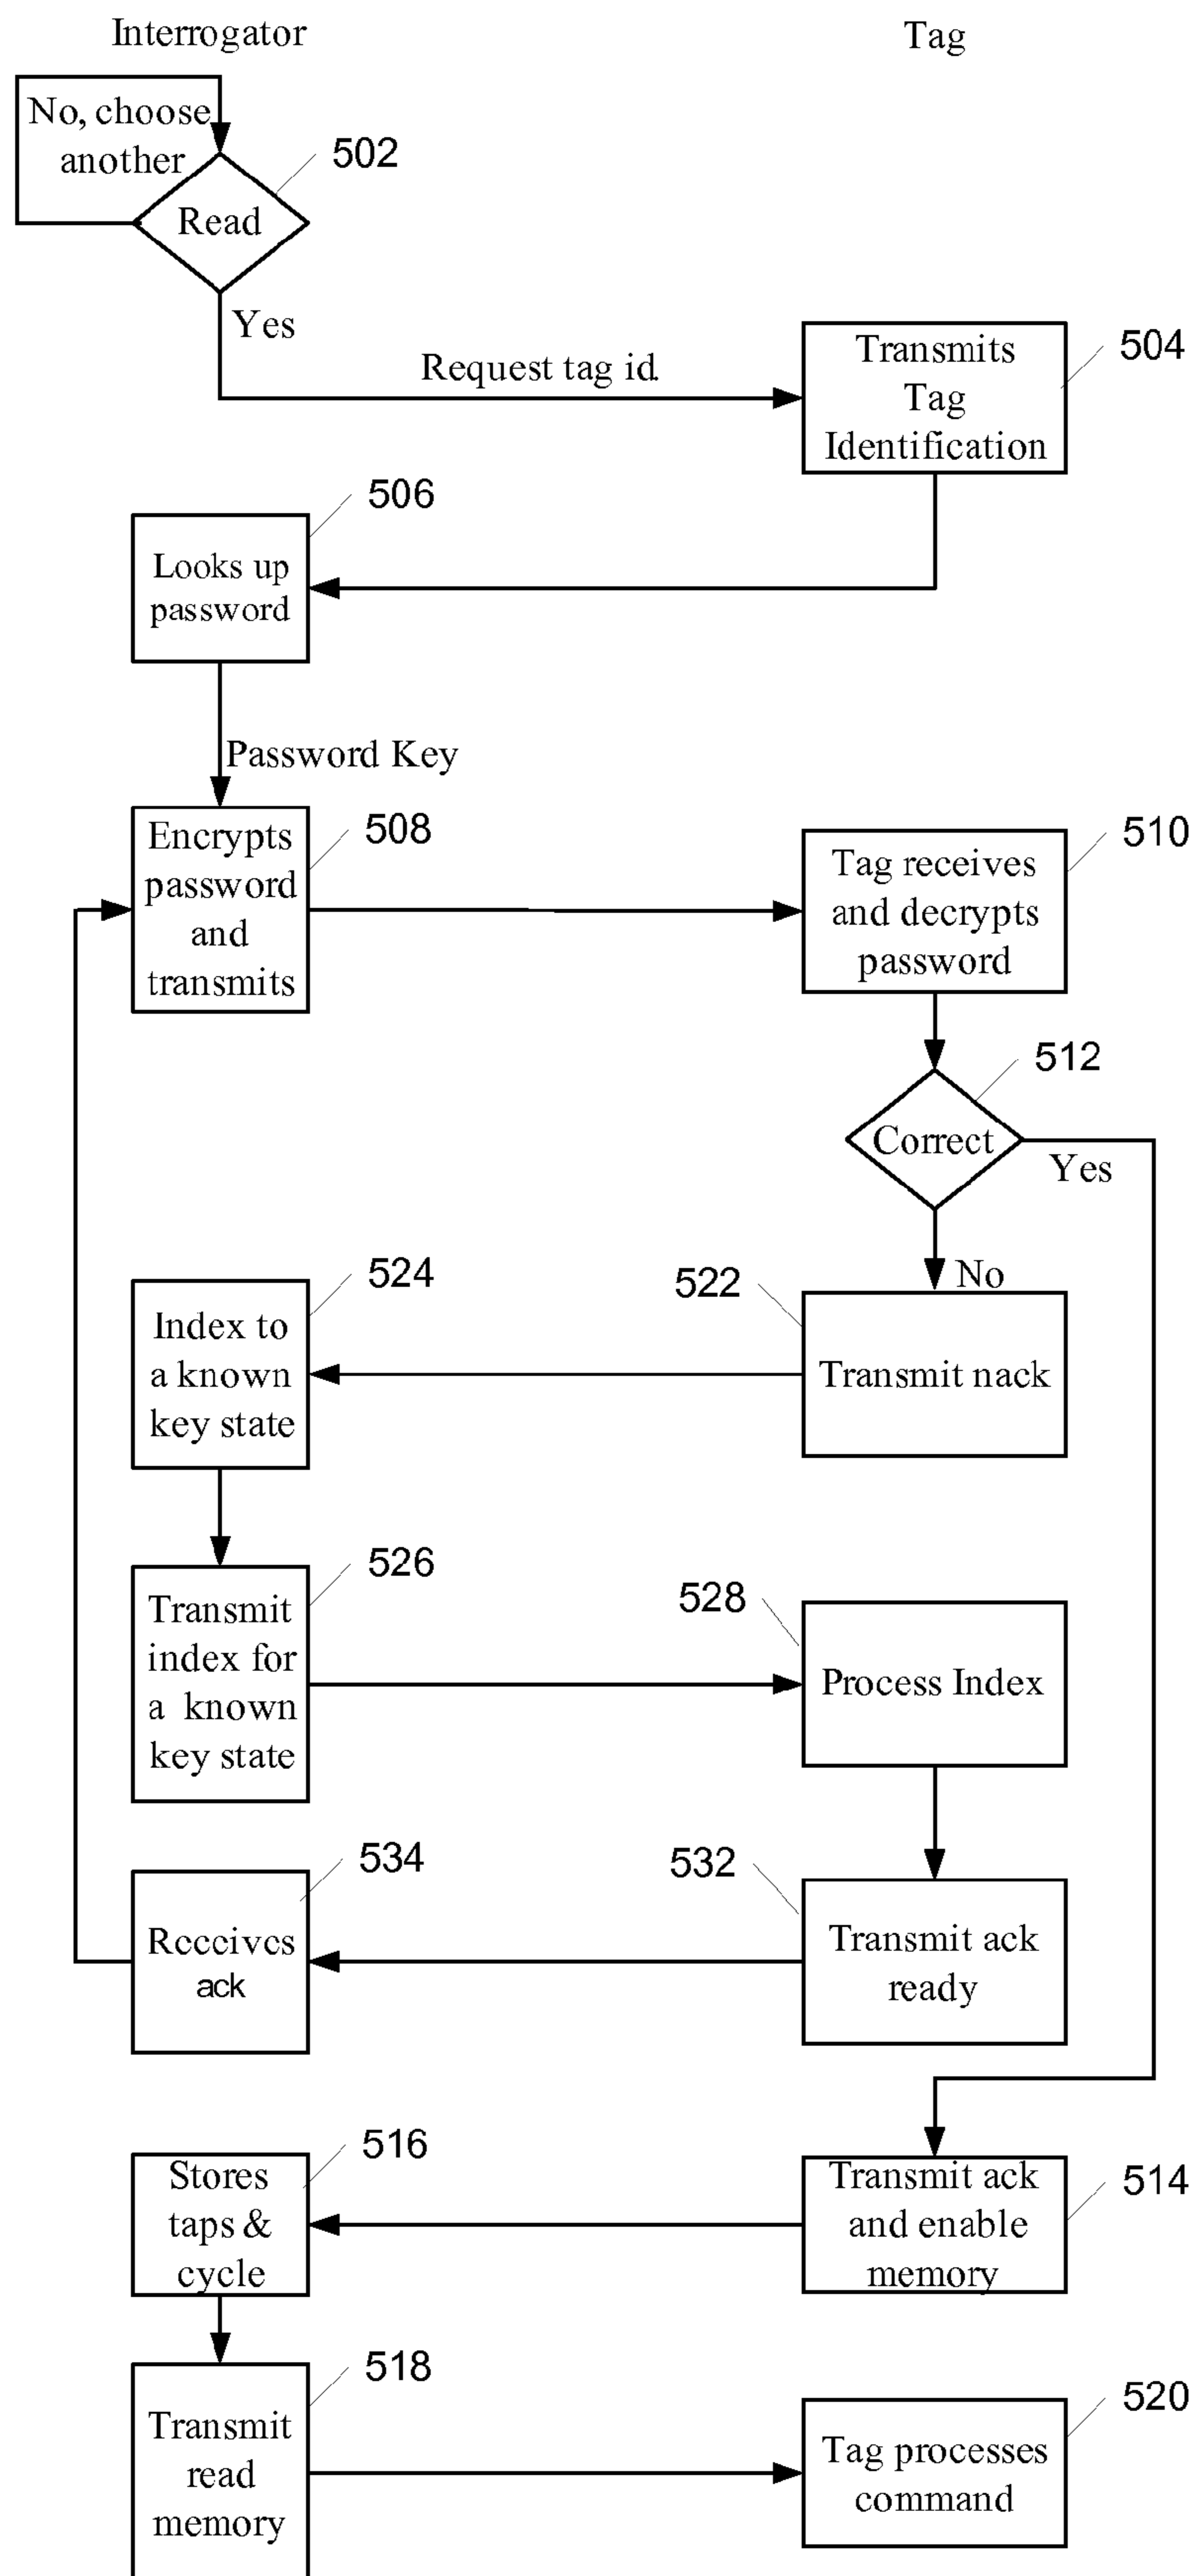 Interrogator
Tag
No, choose
another
502
Read
Yes
Request tag id.
Transmits
Tag
Identification
504
506
Looks up
password
Password Key
Encrypts
password
and
transmits
508
Tag receives
and decrypts
password
510
512
Correct
Yes
No
524
Index to
a known
key state
522
Transmit nack
526
Transmit
index for
a known
key state
528
Process Index
534
Receives
ack
532
Transmit ack
ready
516
Stores
taps &
cycle
Transmit ack
and enable
memory
514
518
Transmit
read
memory
520
Tag processes
command